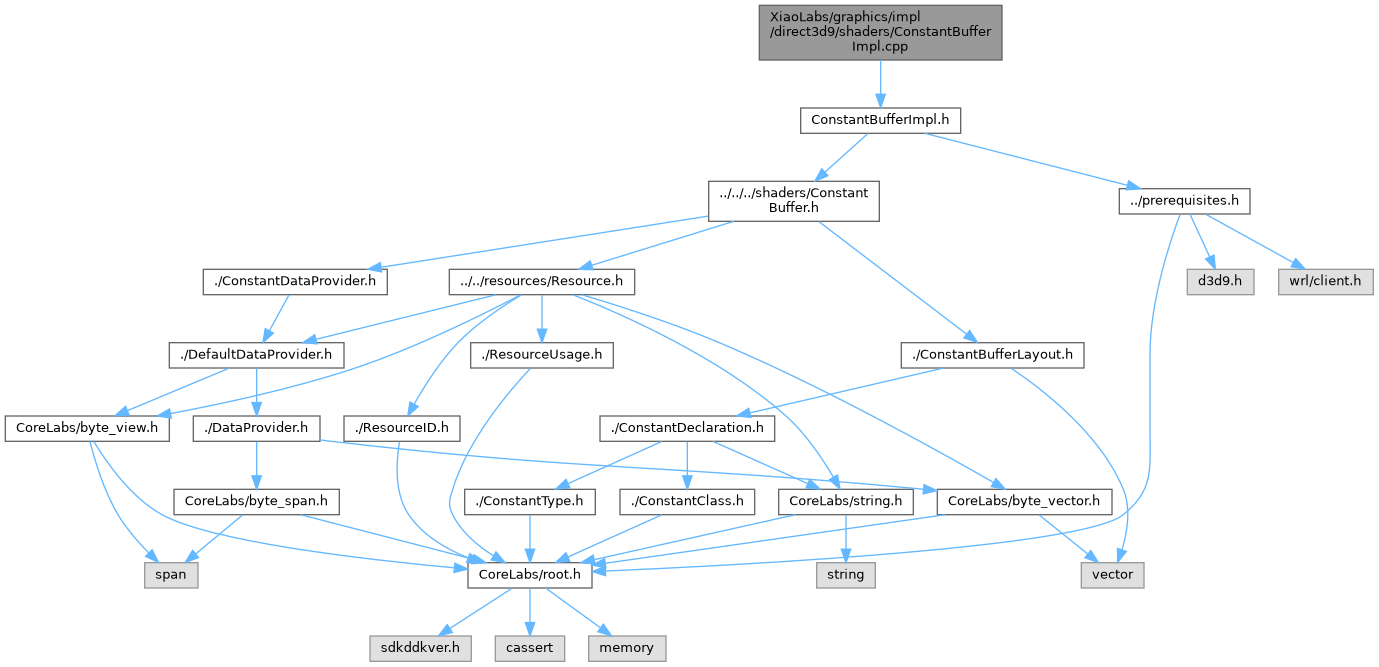 XiaoLabs/graphics/impl
/direct3d9/shaders/ConstantBuffer
Impl.cpp
ConstantBufferImpl.h
../../../shaders/Constant
Buffer.h
../prerequisites.h
./ConstantDataProvider.h
../../resources/Resource.h
d3d9.h
wrl/client.h
./DefaultDataProvider.h
./ResourceUsage.h
./ConstantBufferLayout.h
CoreLabs/byte_view.h
./DataProvider.h
./ResourceID.h
./ConstantDeclaration.h
CoreLabs/byte_span.h
./ConstantType.h
./ConstantClass.h
CoreLabs/string.h
CoreLabs/byte_vector.h
span
CoreLabs/root.h
string
vector
sdkddkver.h
cassert
memory